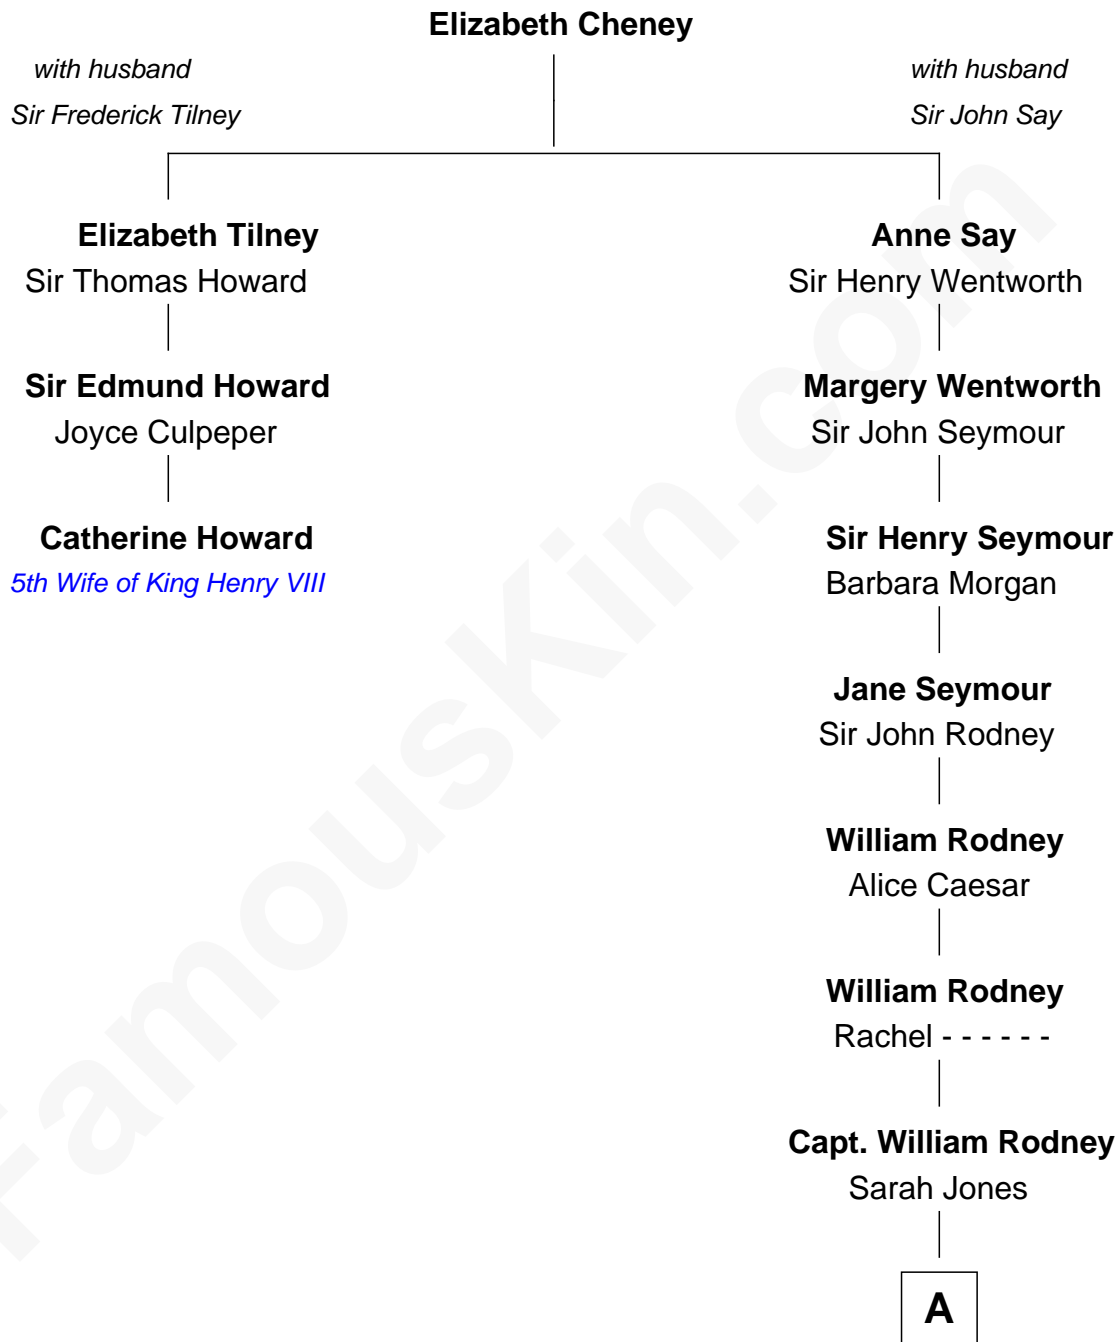 Elizabeth Cheney
with husband
Sir Frederick Tilney
with husband
Sir John Say
Elizabeth Tilney
Sir Thomas Howard
Anne Say
Sir Henry Wentworth
Sir Edmund Howard
Joyce Culpeper
Margery Wentworth
Sir John Seymour
Catherine Howard
5th Wife of King Henry VIII
Sir Henry Seymour
Barbara Morgan
Jane Seymour
Sir John Rodney
William Rodney
Alice Caesar
William Rodney
Rachel - - - - - -
Capt. William Rodney
Sarah Jones
A
FamousKin.com